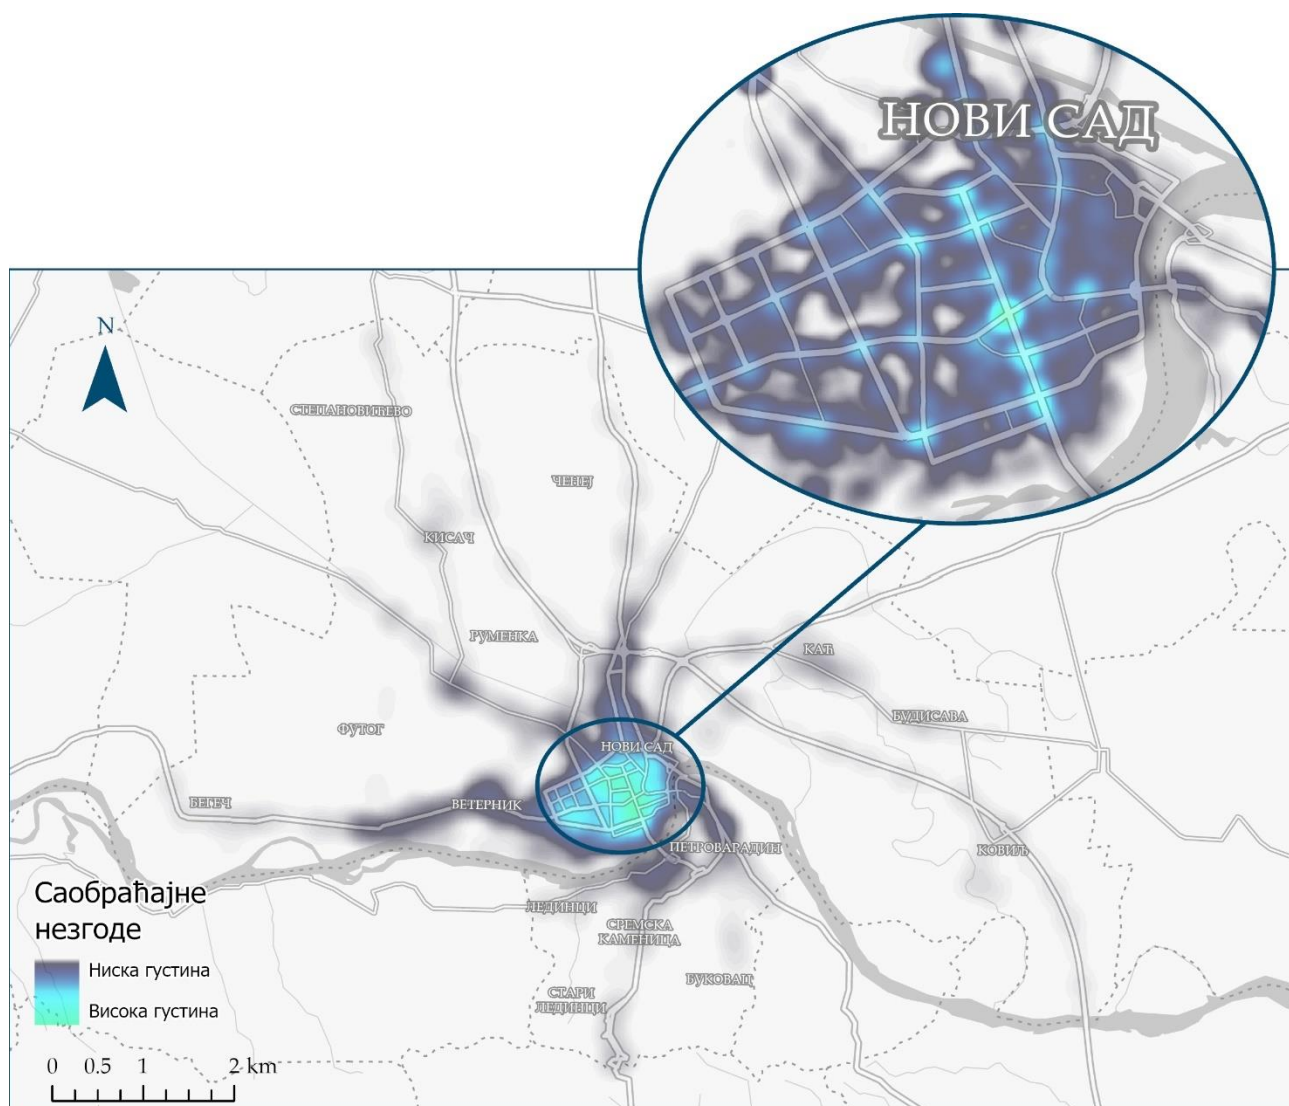 НОВИ САД
N
СТЕПАНОВИЋЕВО
ЧЕНЕЈ
КИСАЧ
РУМЕНКА
КАЋ
ФУТОГ
БУДИСАВА
НОВИ САД
БЕГЕЧ
ВЕТЕРНИК
ПЕТРОВАРАДИН
КОВИЉ
ЛЕДИНЦИ
СРЕМСКА
КАМЕНИЦА
БУКОВАЦ
СТАРИ
ЛЕДИНЦИ
Саобраћајне
незгоде
Ниска густина
Висока густина
0 0.5 1 2 km